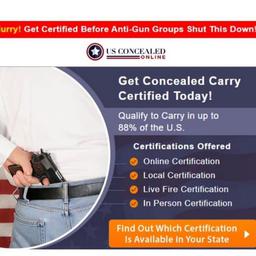 urry! Get Certified Before Anti-Gun Groups Shut This Down!
US CONCEALED
ONLINE
Get Concealed Carry
Certified Today!
Qualify to Carry in up to
88% of the U.S.
Certifications Offered
Online Certification
Local Certification
Live Fire Certification
In Person Certification
Find Out Which Certification
Is Available in Your State